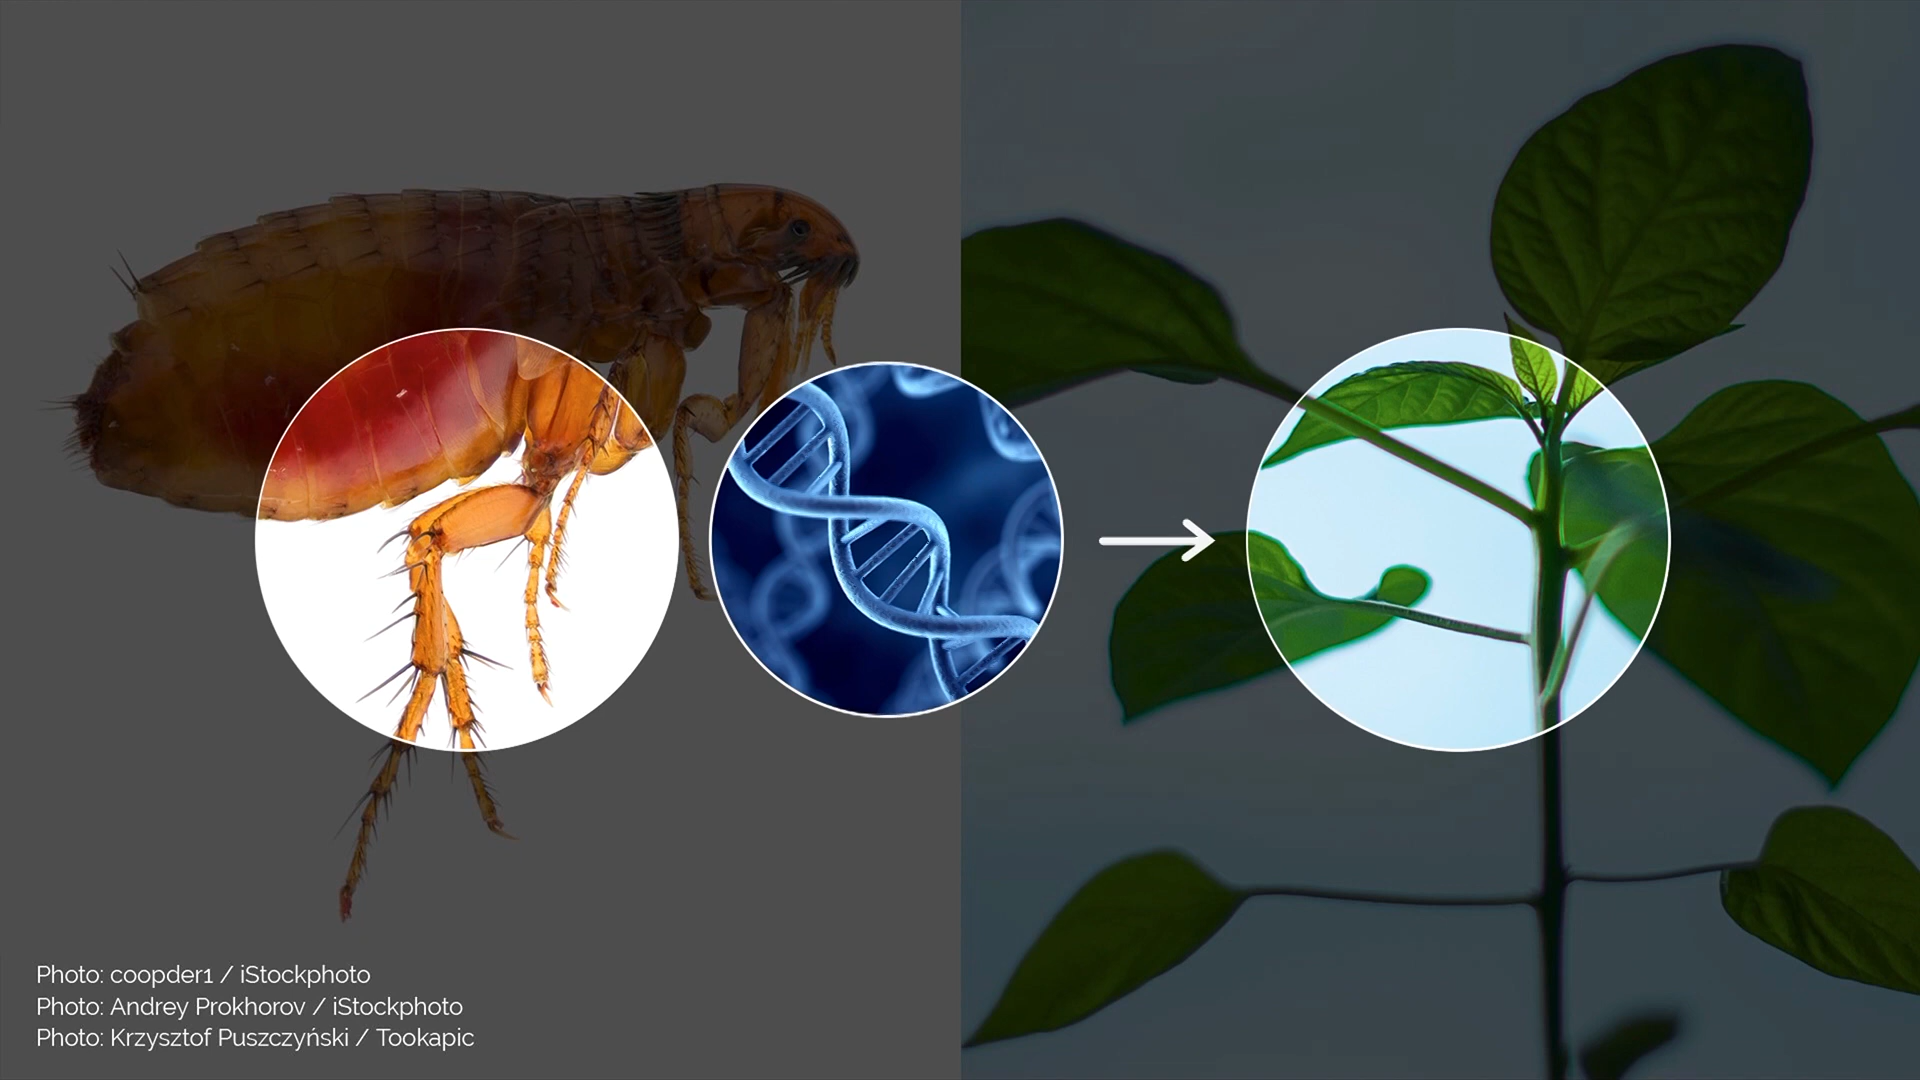 Photo: coopder1 / iStockphoto
Photo: Andrey Prokhorov / iStockphoto
Photo: Krzysztof Puszczyński / Tookapic